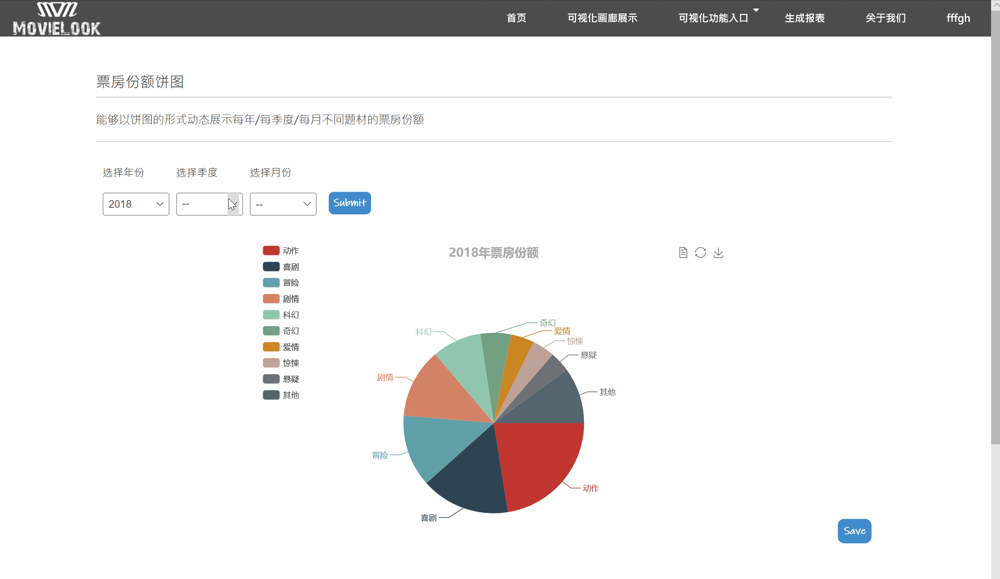 MOVIELOOK
首页 可视化画廊展示 可视化功能入口 生成报表 关于我们 fffgh
票房份额饼图
能够以饼图的形式动态展示每年/每季度/每月不同题材的票房份额
选择年份 选择季度 选择月份
2018 -- -- Submit
2018年票房份额
动作
喜剧
冒险
剧情
科幻
奇幻
爱情
惊悚
悬疑
其他
奇幻
科幻
爱情
惊悚
悬疑
剧情
其他
冒险
动作
喜剧
Save